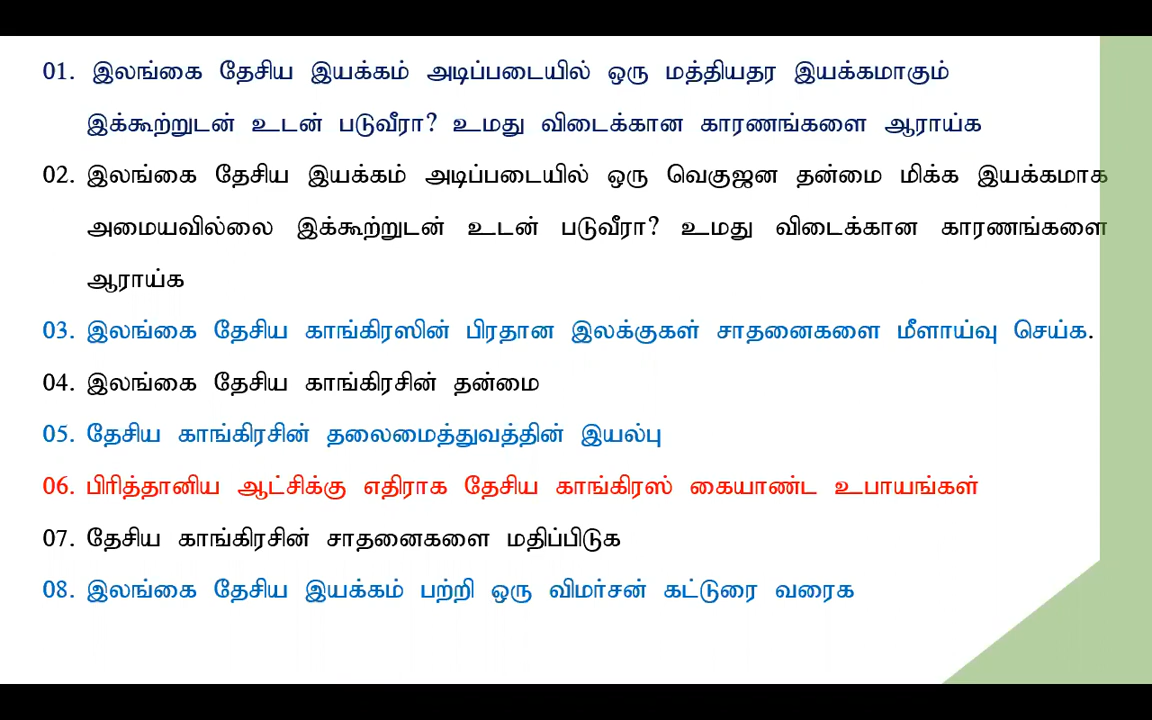 01. இலங்கை தேசிய இயக்கம் அடிப்படையில் ஒரு மத்தியதர இயக்கமாகும்
இக்கூற்றுடன் உடன் படுவீரா? உமது விடைக்கான காரணங்களை ஆராய்க
02. இலங்கை தேசிய இயக்கம் அடிப்படையில் ஒரு வெகுஜன தன்மை மிக்க இயக்கமாக
அமையவில்லை இக்கூற்றுடன் உடன் படுவீரா? உமது விடைக்கான காரணங்களை
ஆராய்க
03. இலங்கை தேசிய காங்கிரஸின் பிரதான இலக்குகள் சாதனைகளை மீளாய்வு செய்க.
04. இலங்கை தேசிய காங்கிரசின் தன்மை
05. தேசிய காங்கிரசின் தலைமைத்துவத்தின் இயல்பு
06. பிரித்தானிய ஆட்சிக்கு எதிராக தேசிய காங்கிரஸ் கையாண்ட உபாயங்கள்
07. தேசிய காங்கிரசின் சாதனைகளை மதிப்பிடுக
08. இலங்கை தேசிய இயக்கம் பற்றி ஒரு விமர்சன் கட்டுரை வரைக